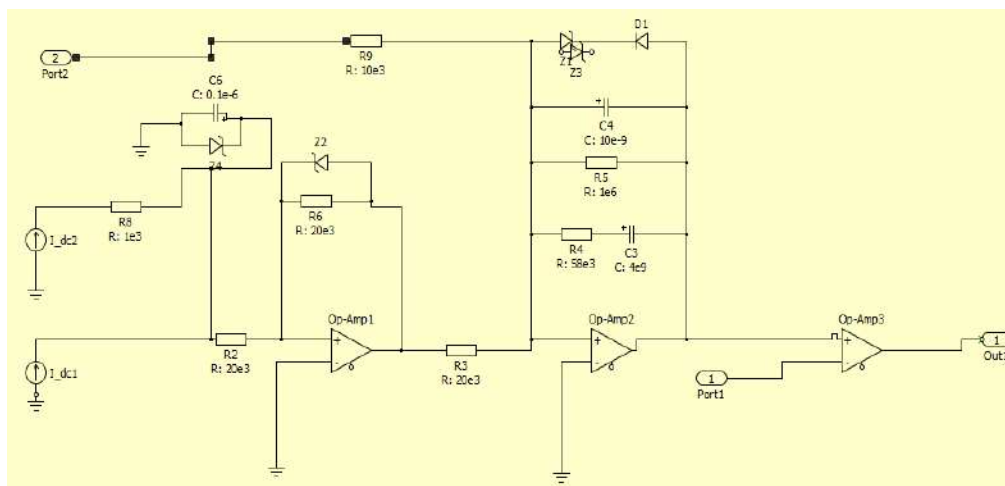 D1
2
Port2
R9
R: 10e3
Z1
Z3
C6
C: 0.1e-6
Z4
Z2
+
C4
C: 10e-9
R5
R: 1e6
R6
R: 20e3
R8
R: 1e3
I_dc2
+
R4
R: 58e3
C3
C: 4e9
Op-Amp1
Op-Amp2
Op-Amp3
R2
R: 20e3
R3
R: 20e3
+
-
+
-
+
-
I_dc1
1
Port1
1